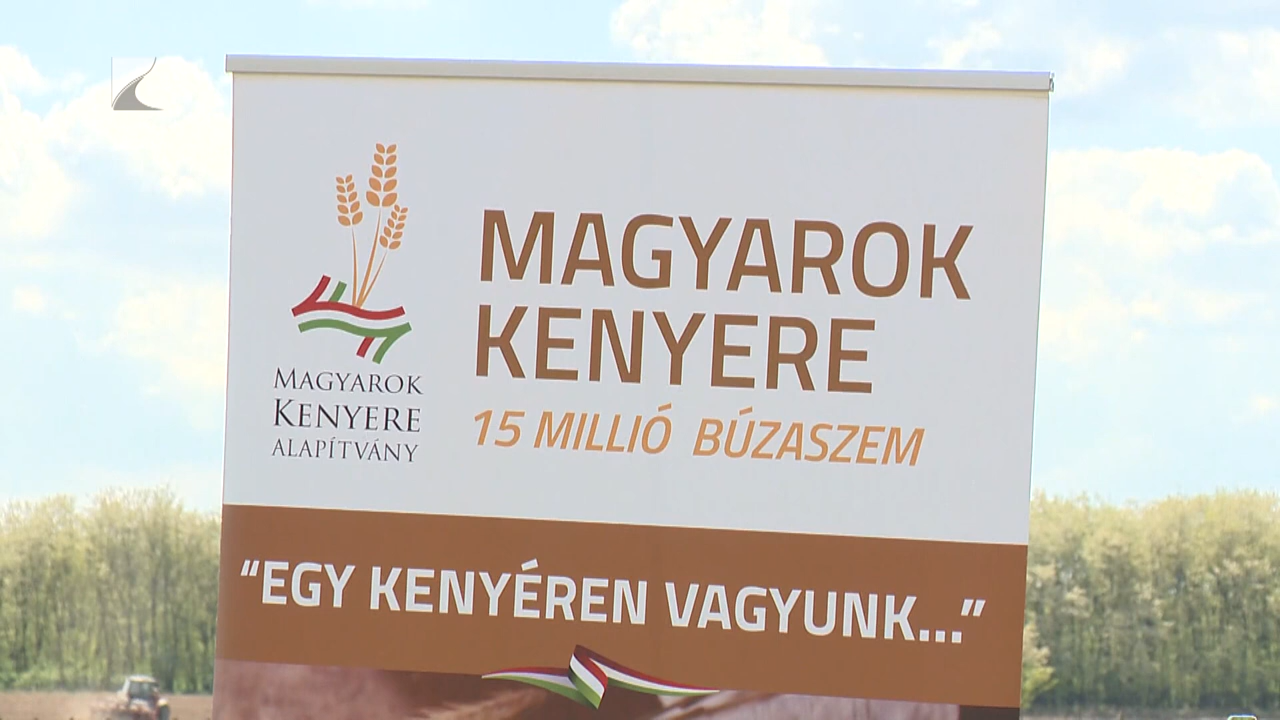 MAGYAROK
KENYERE
ALAPÍTVÁNY
MAGYAROK
KENYERE
15 MILLIÓ BÚZASZEM
“EGY KENYÉREN VAGYUNK...”